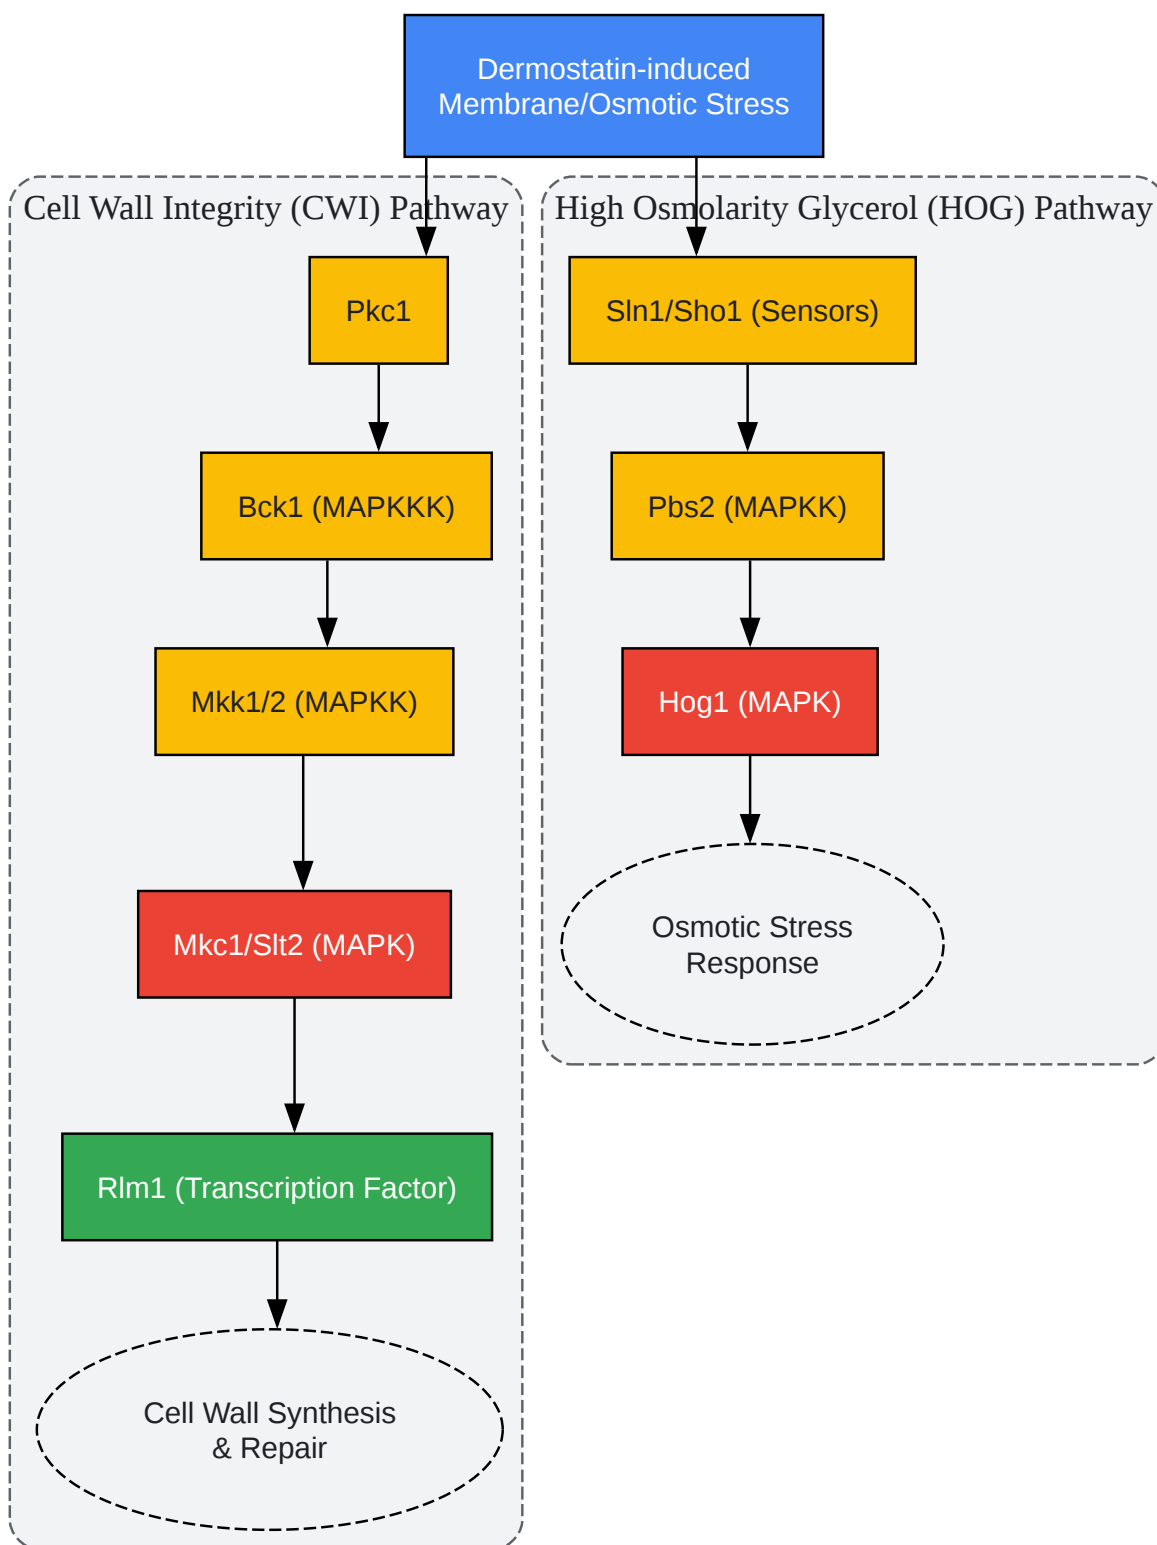 Dermostatin-induced
Membrane/Osmotic Stress
Cell Wall Integrity (CWI) Pathway
Pkc1
Bck1 (MAPKKK)
Mkk1/2 (MAPKK)
Mkc1/Slt2 (MAPK)
Rlm1 (Transcription Factor)
Cell Wall Synthesis
& Repair
High Osmolarity Glycerol (HOG) Pathway
Sln1/Sho1 (Sensors)
Pbs2 (MAPKK)
Hog1 (MAPK)
Osmotic Stress
Response